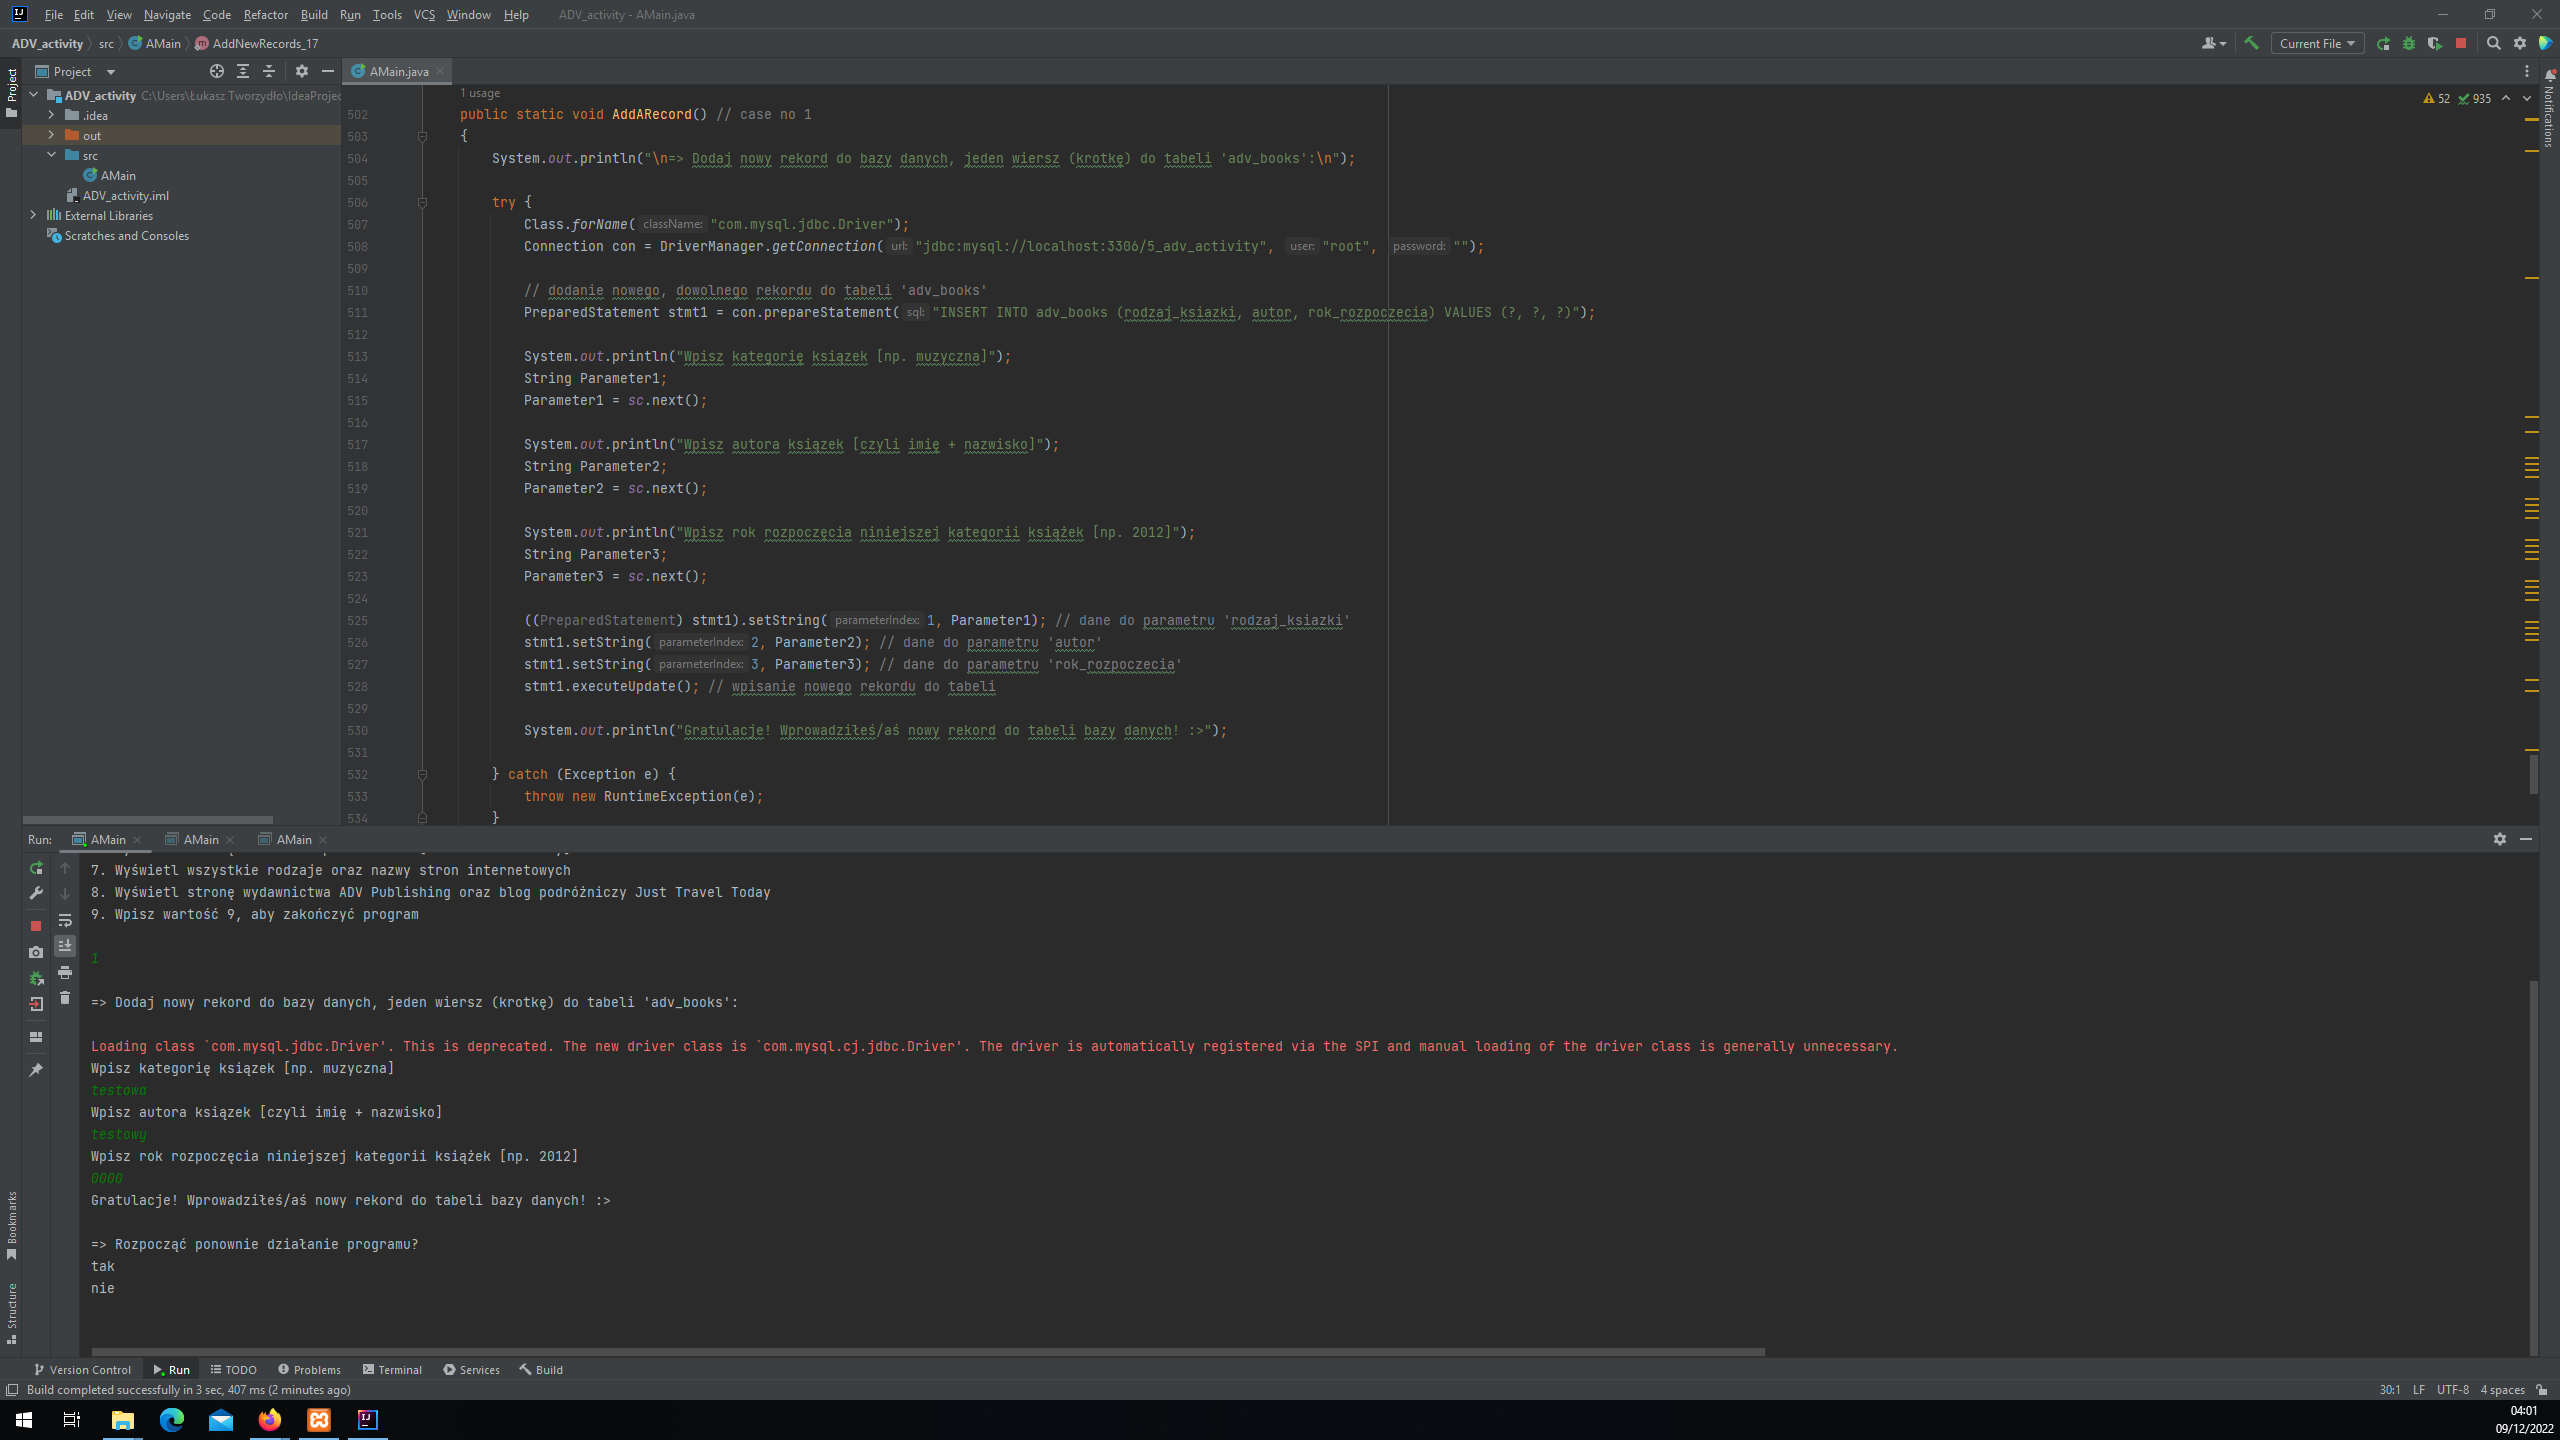 File Edit View Navigate Code Refactor Build Run Tools VCS Window Help ADV_activity - AMain.java
ADV_activity src AMain AddNewRecords_17 Current File
Project AMain.java
ADV_activity C:\Users\Łukasz Tworzydło\IdeaProjec
.idea
out
src
AMain
ADV_activity.iml
External Libraries
Scratches and Consoles
Project
Notifications
52 935
1 usage
502 public static void AddARecord() // case no 1
503 {
504 System.out.println("\n=> Dodaj nowy rekord do bazy danych, jeden wiersz (krotkę) do tabeli 'adv_books':\n");
505
506 try {
507 Class.forName( className: "com.mysql.jdbc.Driver");
508 Connection con = DriverManager.getConnection( url: "jdbc:mysql://localhost:3306/5_adv_activity", user: "root", password: "");
509
510 // dodanie nowego, dowolnego rekordu do tabeli 'adv_books'
511 PreparedStatement stmt1 = con.prepareStatement( sql: "INSERT INTO adv_books (rodzaj_ksiazki, autor, rok_rozpoczecia) VALUES (?, ?, ?)");
512
513 System.out.println("Wpisz kategorię ksiązek [np. muzyczna]");
514 String Parameter1;
515 Parameter1 = sc.next();
516
517 System.out.println("Wpisz autora ksiązek [czyli imię + nazwisko]");
518 String Parameter2;
519 Parameter2 = sc.next();
520
521 System.out.println("Wpisz rok rozpoczęcia niniejszej kategorii książek [np. 2012]");
522 String Parameter3;
523 Parameter3 = sc.next();
524
525 ((PreparedStatement) stmt1).setString( parameterIndex: 1, Parameter1); // dane do parametru 'rodzaj_ksiazki'
526 stmt1.setString( parameterIndex: 2, Parameter2); // dane do parametru 'autor'
527 stmt1.setString( parameterIndex: 3, Parameter3); // dane do parametru 'rok_rozpoczecia'
528 stmt1.executeUpdate(); // wpisanie nowego rekordu do tabeli
529
530 System.out.println("Gratulacje! Wprowadziłeś/aś nowy rekord do tabeli bazy danych! :>");
531
532 } catch (Exception e) {
533 throw new RuntimeException(e);
534 }
Run: AMain AMain AMain
7. Wyświetl wszystkie rodzaje oraz nazwy stron internetowych
8. Wyświetl stronę wydawnictwa ADV Publishing oraz blog podróżniczy Just Travel Today
9. Wpisz wartość 9, aby zakończyć program
1
=> Dodaj nowy rekord do bazy danych, jeden wiersz (krotkę) do tabeli 'adv_books':
Loading class `com.mysql.jdbc.Driver'. This is deprecated. The new driver class is `com.mysql.cj.jdbc.Driver'. The driver is automatically registered via the SPI and manual loading of the driver class is generally unnecessary.
Wpisz kategorię ksiązek [np. muzyczna]
testowa
Wpisz autora ksiązek [czyli imię + nazwisko]
testowy
Wpisz rok rozpoczęcia niniejszej kategorii książek [np. 2012]
0000
Gratulacje! Wprowadziłeś/aś nowy rekord do tabeli bazy danych! :>
=> Rozpocząć ponownie działanie programu?
tak
nie
Bookmarks
Structure
Version Control Run TODO Problems Terminal Services Build
Build completed successfully in 3 sec, 407 ms (2 minutes ago) 30:1 LF UTF-8 4 spaces
04:01
09/12/2022